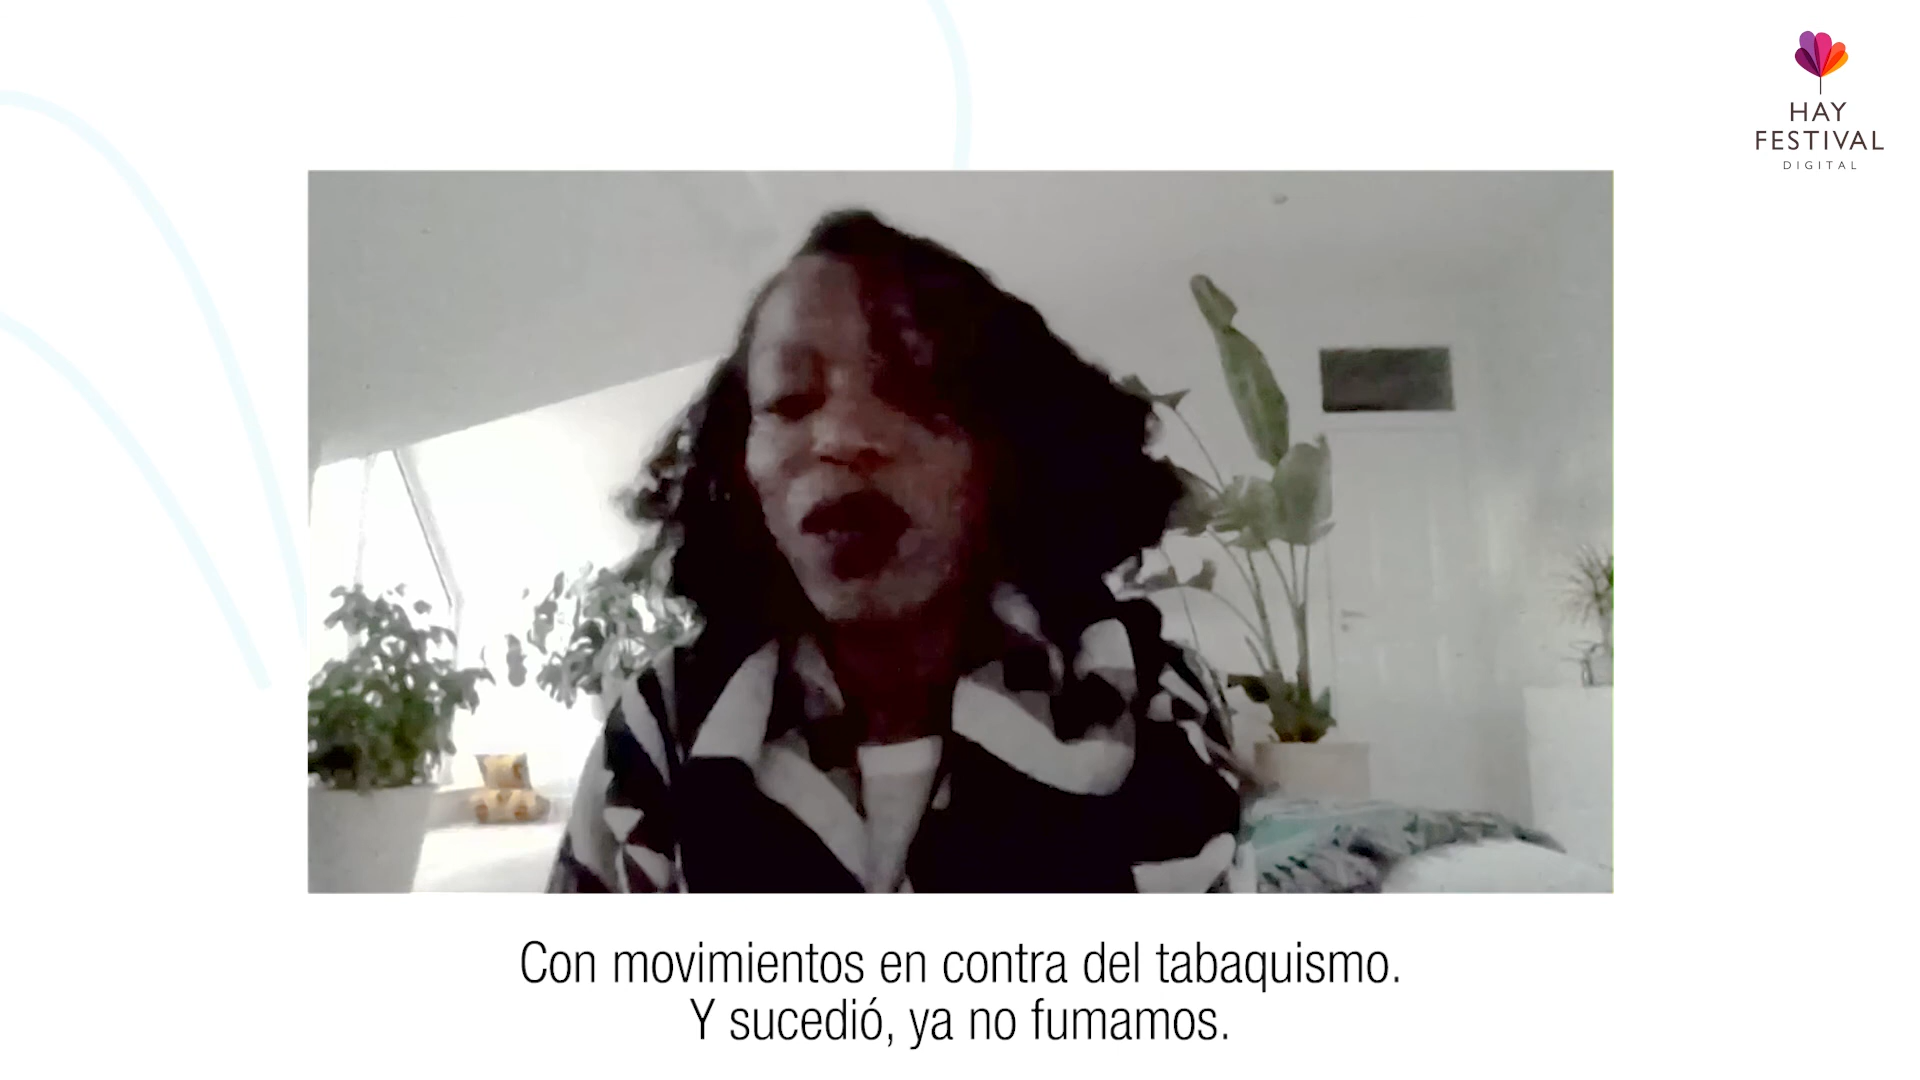 HAY
FESTIVAL
DIGITAL
Con movimientos en contra del tabaquismo.
Y sucedió, ya no fumamos.